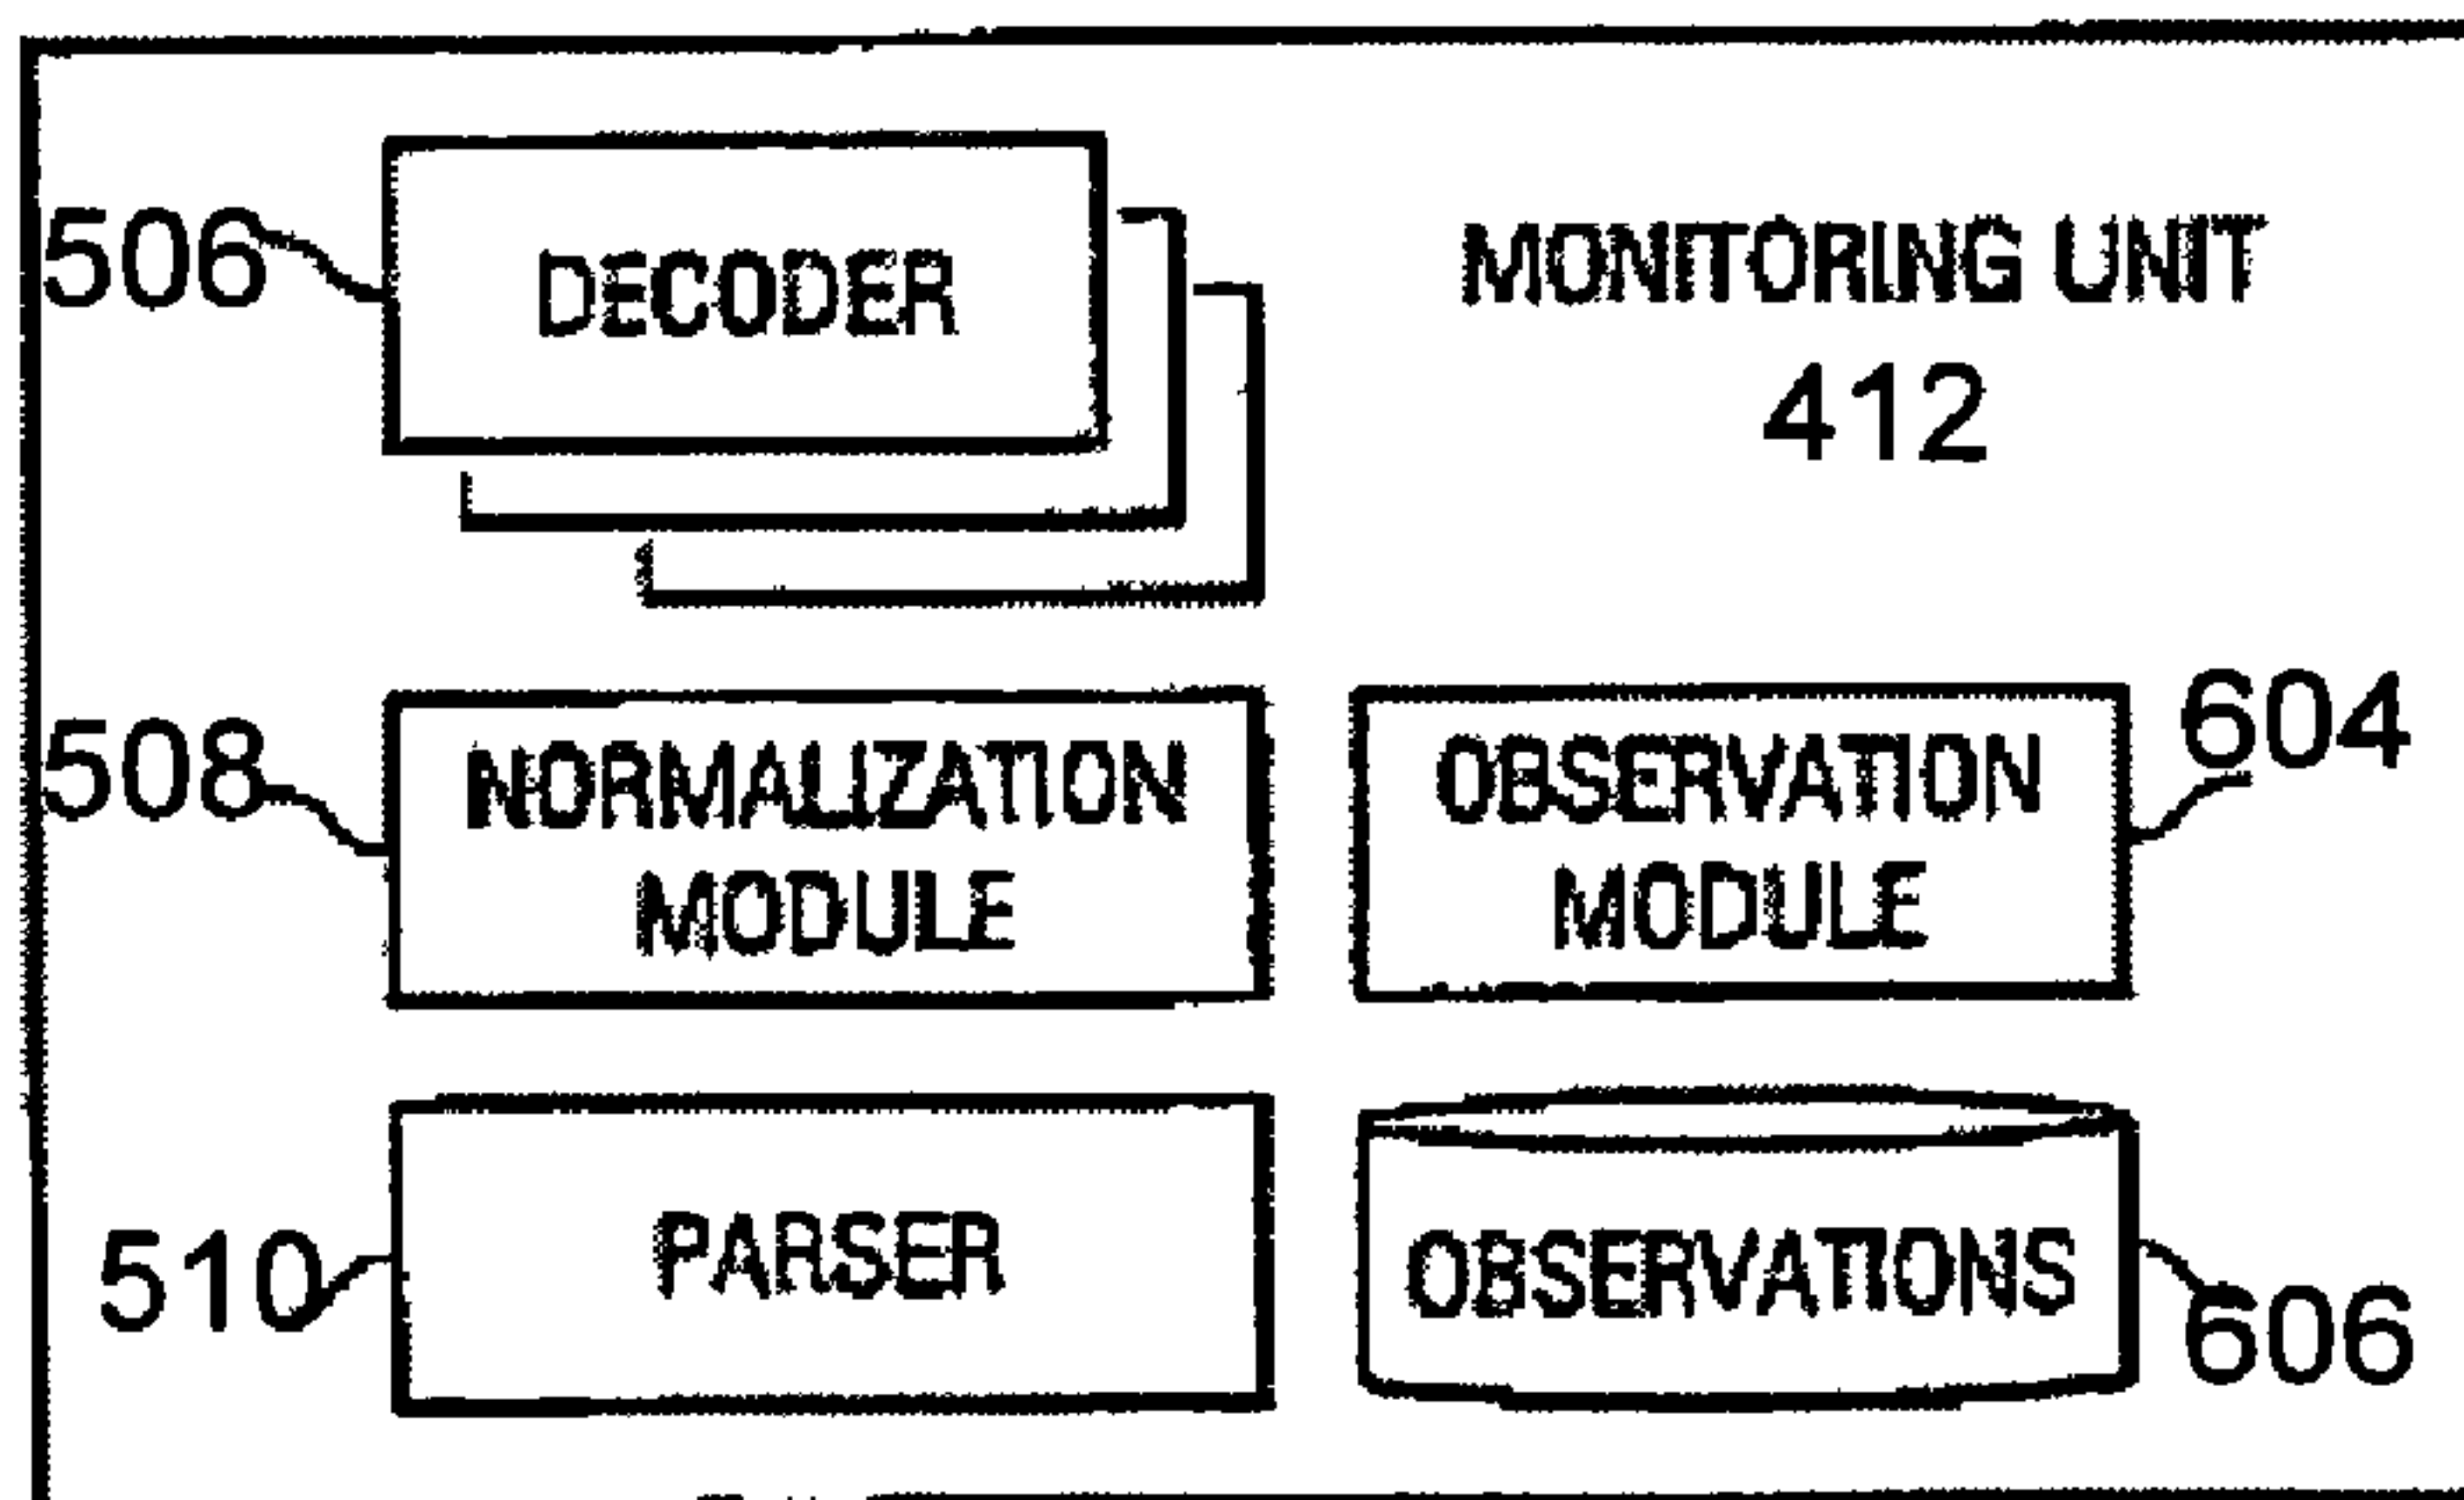 506
DECODER
MONITORING UNIT
412
508
NORMALIZATION
MODULE
OBSERVATION
MODULE
604
510
PARSER
OBSERVATIONS
606